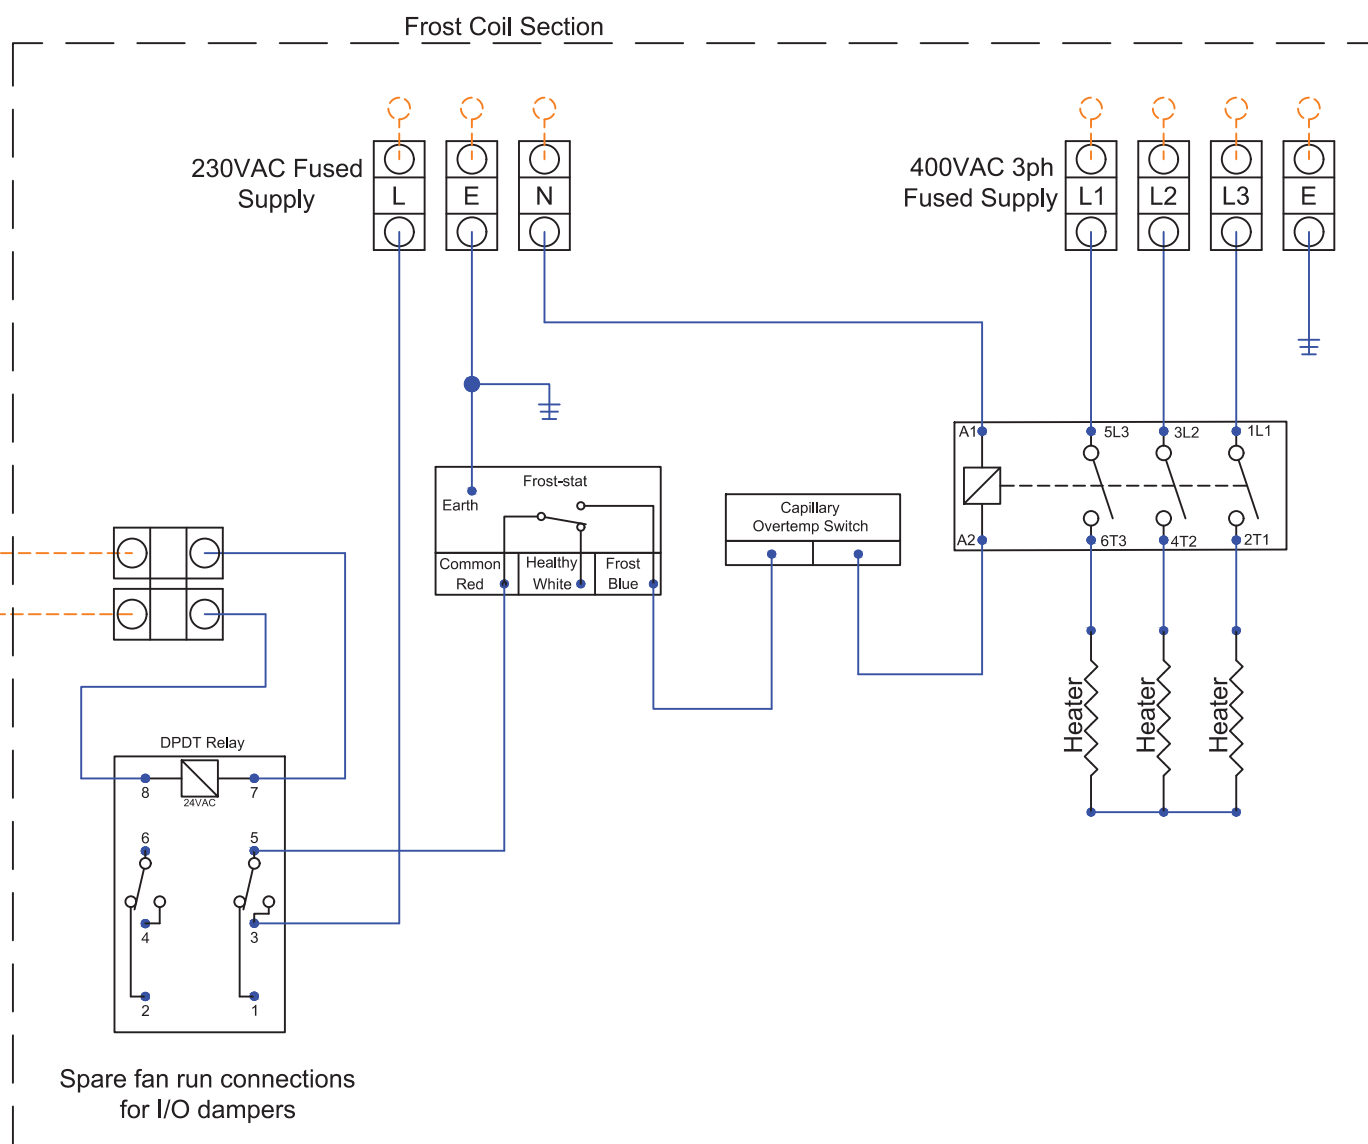 Frost Coil Section
230VAC Fused
Supply
L
E
N
400VAC 3ph
Fused Supply
L1
L2
L3
E
A1
5L3
3L2
1L1
A2
6T3
4T2
2T1
Frost-stat
Earth
Common
Red
Healthy
White
Frost
Blue
Capillary
Overtemp Switch
Heater
Heater
Heater
DPDT Relay
8
24VAC
7
6
5
4
3
2
1
Spare fan run connections
for I/O dampers